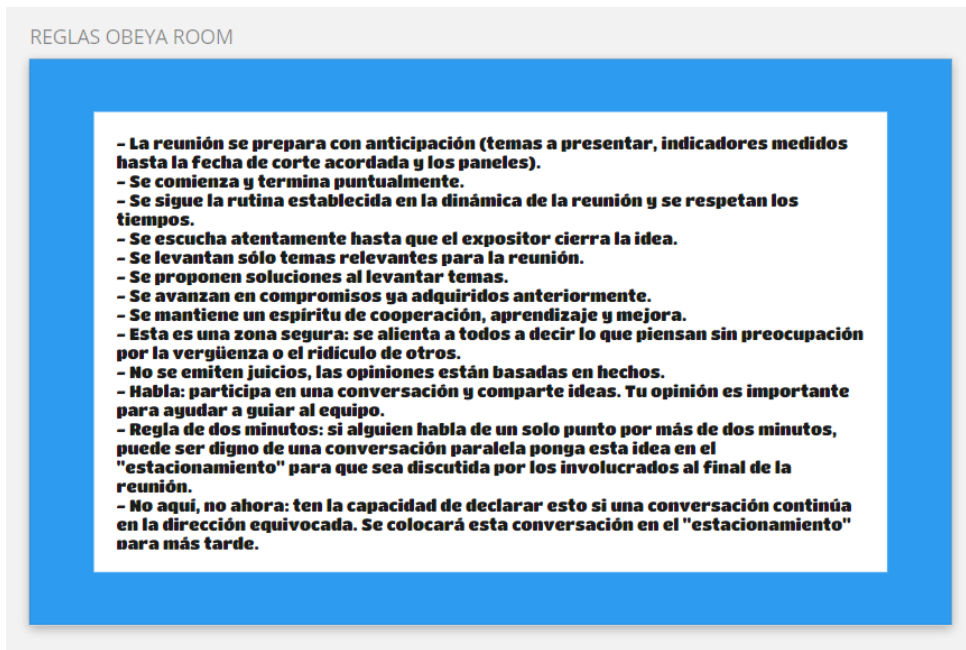 REGLAS OBEYA ROOM
- La reunión se prepara con anticipación (temas a presentar, indicadores medidos
hasta la fecha de corte acordada y los paneles).
- Se comienza y termina puntualmente.
- Se sigue la rutina establecida en la dinámica de la reunión y se respetan los
tiempos.
- Se escucha atentamente hasta que el expositor cierra la idea.
- Se levantan sólo temas relevantes para la reunión.
- Se proponen soluciones al levantar temas.
- Se avanzan en compromisos ya adquiridos anteriormente.
- Se mantiene un espíritu de cooperación, aprendizaje y mejora.
- Esta es una zona segura: se alienta a todos a decir lo que piensan sin preocupación
por la vergüenza o el ridículo de otros.
- No se emiten juicios, las opiniones están basadas en hechos.
- Habla: participa en una conversación y comparte ideas. Tu opinión es importante
para ayudar a guiar al equipo.
- Regla de dos minutos: si alguien habla de un solo punto por más de dos minutos,
puede ser digno de una conversación paralela ponga esta idea en el
"estacionamiento" para que sea discutida por los involucrados al final de la
reunión.
- No aquí, no ahora: ten la capacidad de declarar esto si una conversación continúa
en la dirección equivocada. Se colocará esta conversación en el "estacionamiento"
para más tarde.